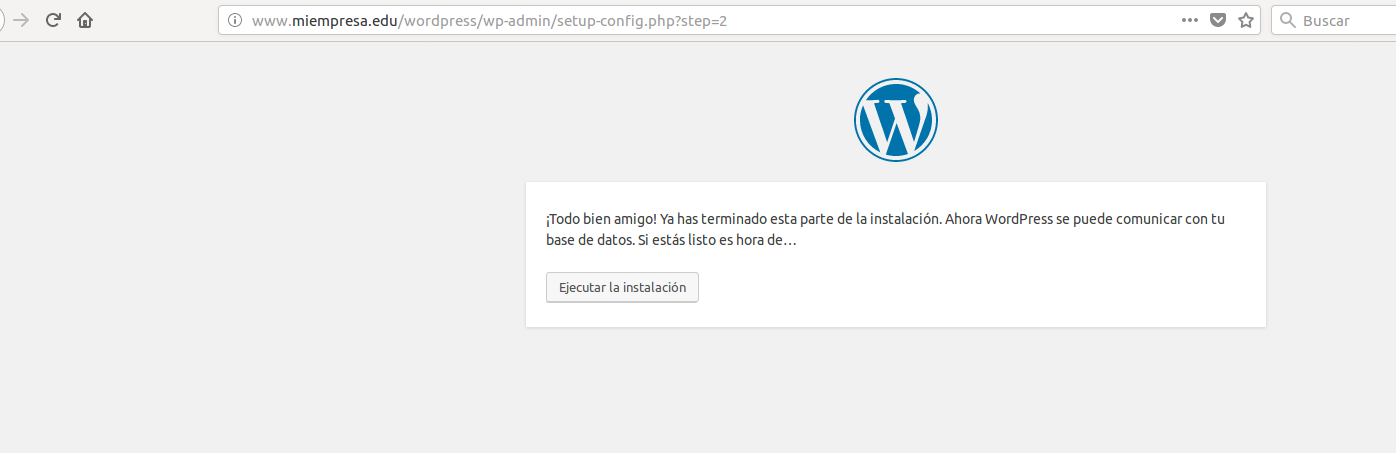 www.miempresa.edu/wordpress/wp-admin/setup-config.php?step=2
Buscar
¡Todo bien amigo! Ya has terminado esta parte de la instalación. Ahora WordPress se puede comunicar con tu
base de datos. Si estás listo es hora de…
Ejecutar la instalación